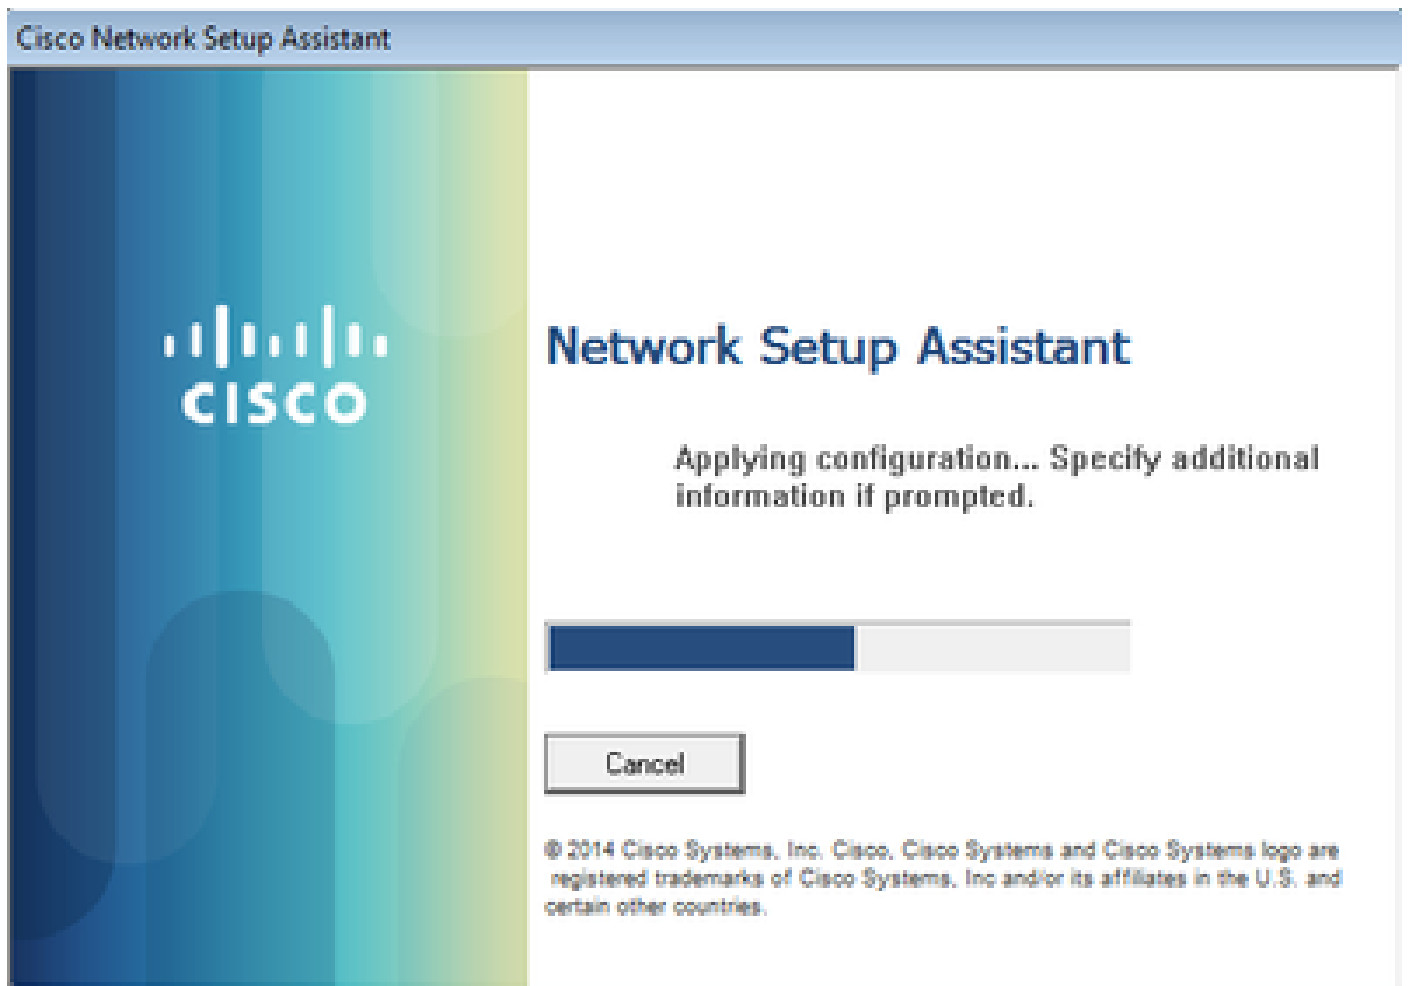 Cisco Network Setup Assistant
CISCO
Network Setup Assistant
Applying configuration... Specify additional
information if prompted.
Cancel
© 2014 Cisco Systems, Inc. Cisco, Cisco Systems and Cisco Systems logo are
registered trademarks of Cisco Systems, Inc and/or its affiliates in the U.S. and
certain other countries.